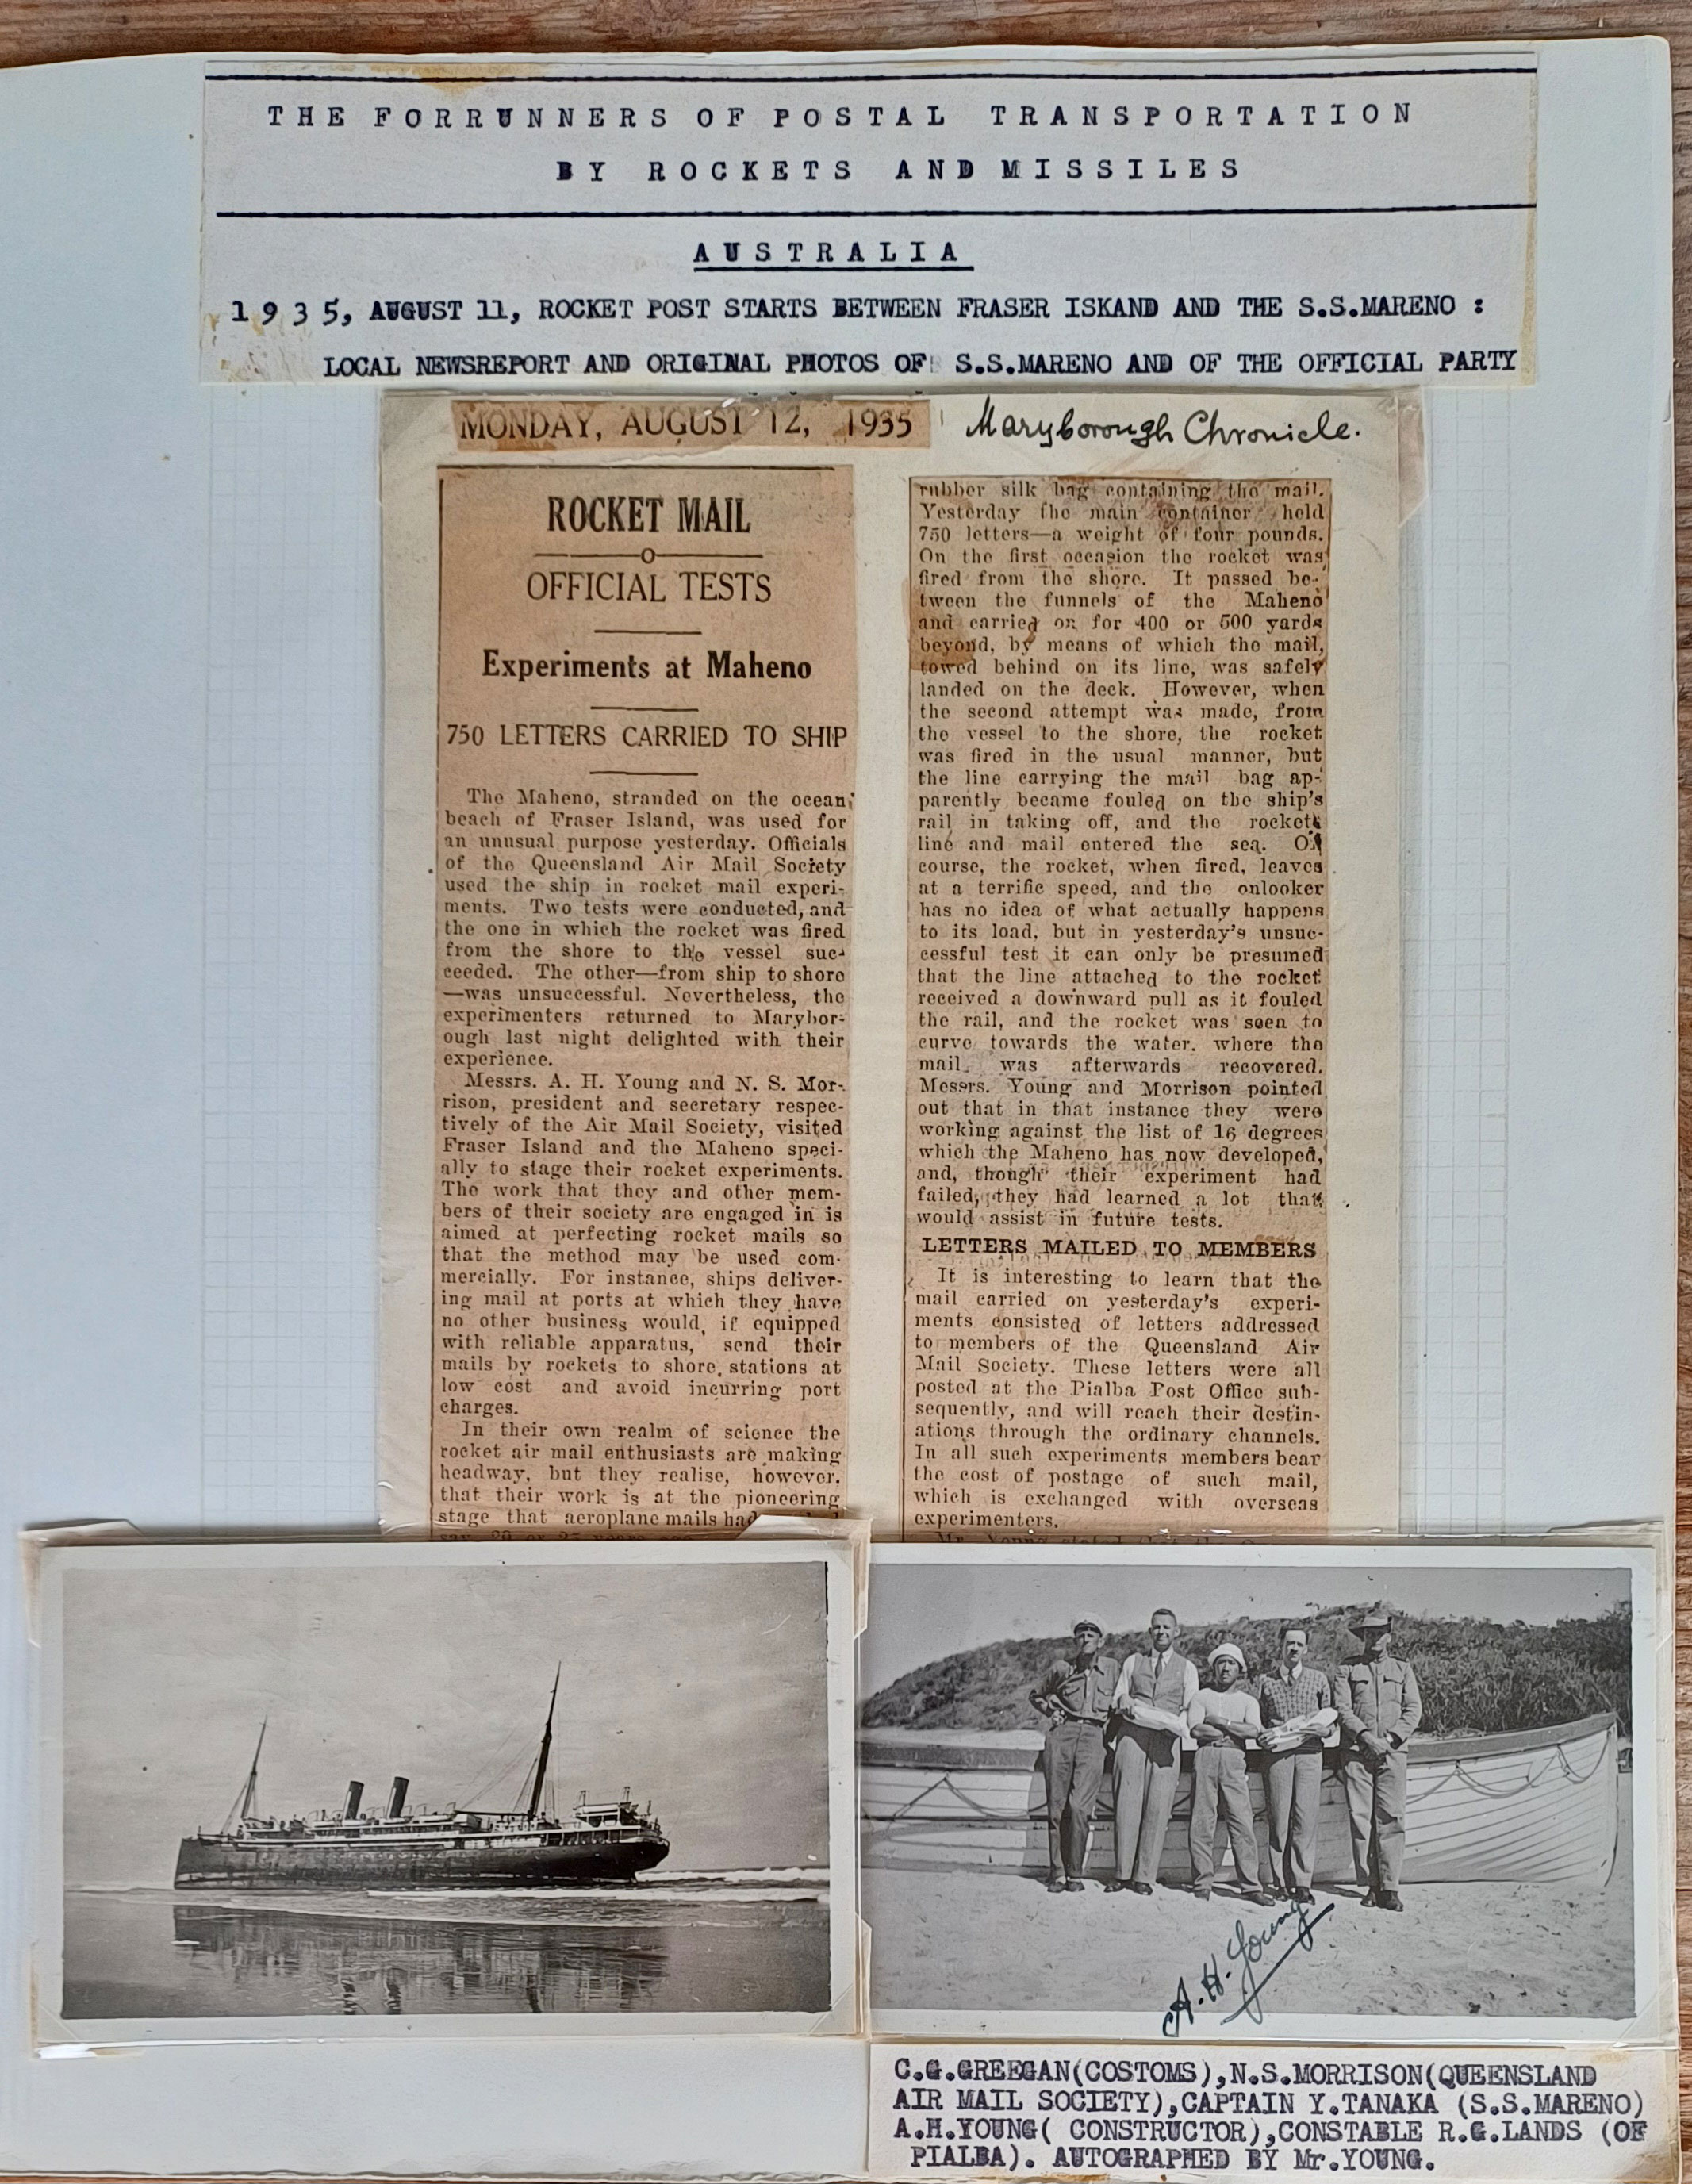 THE FORRUNNERS OF POSTAL TRANSPORTATION
BY ROCKETS AND MISSILES
AUSTRALIA
1935, AUGUST 11, ROCKET POST STARTS BETWEEN FRASER ISKAND AND THE S.S.MARENO :
LOCAL NEWSREPORT AND ORIGINAL PHOTOS OF S.S.MARENO AND OF THE OFFICIAL PARTY
MONDAY, AUGUST 12, 1935
Maryborough Chronicle.
ROCKET MAIL
OFFICIAL TESTS
Experiments at Maheno
750 LETTERS CARRIED TO SHIP
The Maheno, stranded on the ocean
beach of Fraser Island, was used for
an unusual purpose yesterday. Officials
of the Queensland Air Mail Society
used the ship in rocket mail experi-
ments. Two tests were conducted, and
the one in which the rocket was fired
from the shore to the vessel suc-
ceeded. The other—from ship to shore
—was unsuccessful. Nevertheless, the
experimenters returned to Marybor-
ough last night delighted with their
experience.
Messrs. A. H. Young and N. S. Mor-
rison, president and secretary respec-
tively of the Air Mail Society, visited
Fraser Island and the Maheno speci-
ally to stage their rocket experiments.
The work that they and other mem-
bers of their society are engaged in is
aimed at perfecting rocket mails so
that the method may be used com-
mercially. For instance, ships deliver-
ing mail at ports at which they have
no other business would, if equipped
with reliable apparatus, send their
mails by rockets to shore stations at
low cost and avoid incurring port
charges.
In their own realm of science the
rocket air mail enthusiasts are making
headway, but they realise, however,
that their work is at the pioneering
stage that aeroplane mails had
rubber silk bag containing the mail.
Yesterday the main container held
750 letters—a weight of four pounds.
On the first occasion the rocket was
fired from the shore. It passed be-
tween the funnels of the Maheno
and carried on for 400 or 500 yards
beyond, by means of which the mail,
towed behind on its line, was safely
landed on the deck. However, when
the second attempt was made, from
the vessel to the shore, the rocket
was fired in the usual manner, but
the line carrying the mail bag ap-
parently became fouled on the ship's
rail in taking off, and the rocket,
line and mail entered the sea. Of
course, the rocket, when fired, leaves
at a terrific speed, and the onlooker
has no idea of what actually happens
to its load, but in yesterday's unsuc-
cessful test it can only be presumed
that the line attached to the rocket
received a downward pull as it fouled
the rail, and the rocket was seen to
curve towards the water, where the
mail was afterwards recovered.
Messrs. Young and Morrison pointed
out that in that instance they were
working against the list of 16 degrees
which the Maheno has now developed,
and, though their experiment had
failed, they had learned a lot that
would assist in future tests.
LETTERS MAILED TO MEMBERS
It is interesting to learn that the
mail carried on yesterday's experi-
ments consisted of letters addressed
to members of the Queensland Air
Mail Society. These letters were all
posted at the Pialba Post Office sub-
sequently, and will reach their destin-
ations through the ordinary channels.
In all such experiments members bear
the cost of postage of such mail,
which is exchanged with overseas
experimenters.
A.H.Young
C.G.GREEGAN(COSTOMS),N.S.MORRISON(QUEENSLAND
AIR MAIL SOCIETY),CAPTAIN Y.TANAKA (S.S.MARENO)
A.H.YOUNG( CONSTRUCTOR),CONSTABLE R.G.LANDS (OF
PIALBA). AUTOGRAPHED BY Mr.YOUNG.